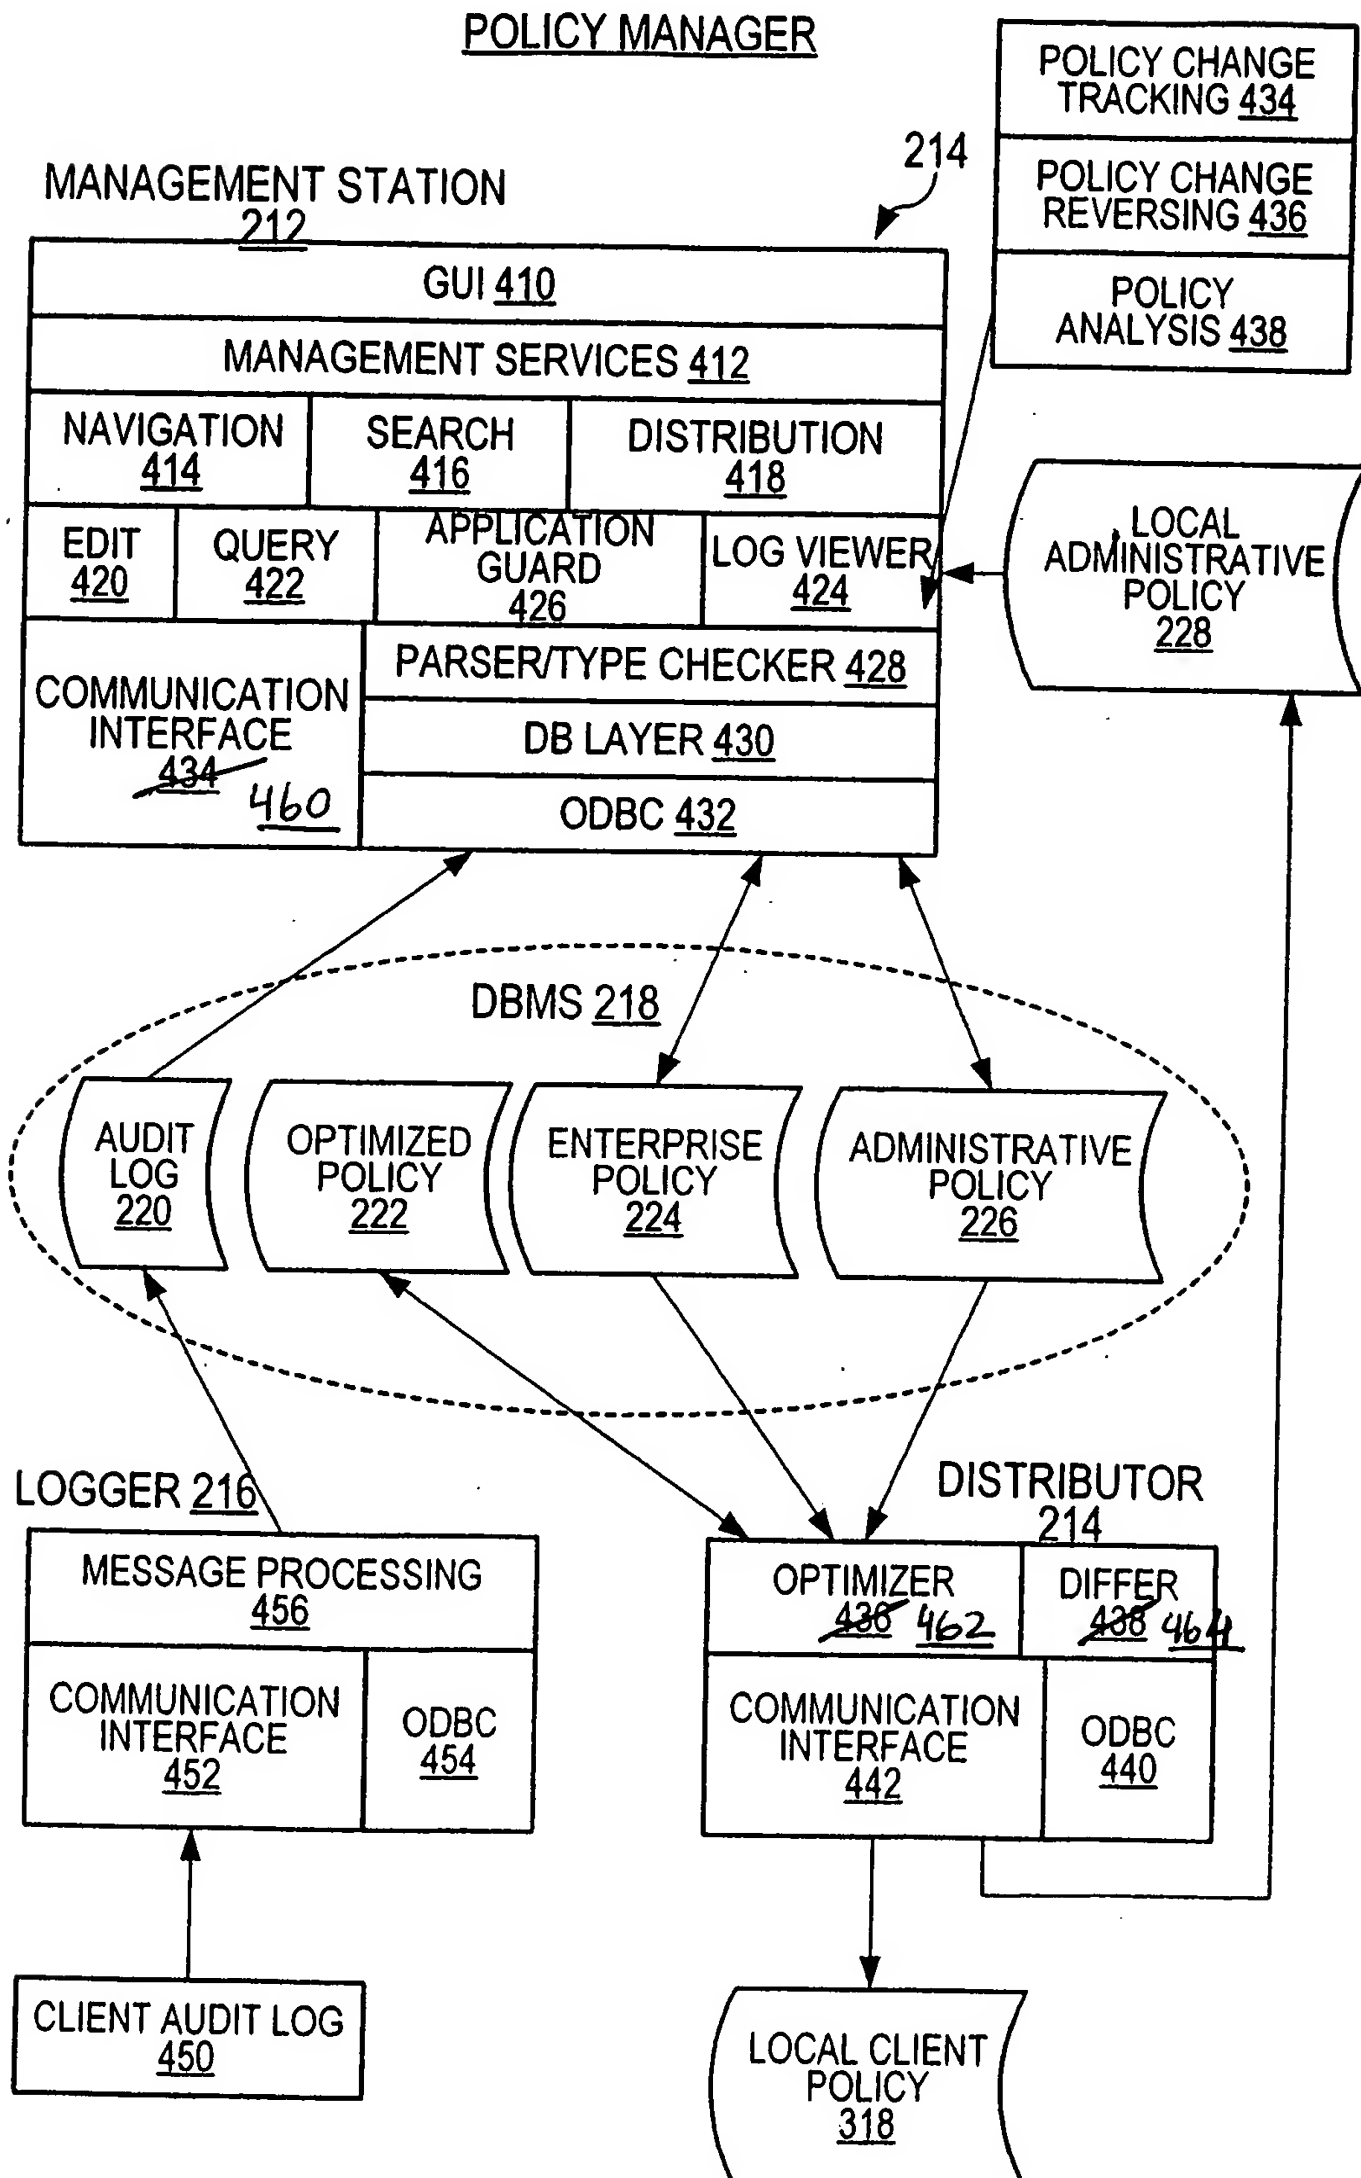 POLICY MANAGER
POLICY CHANGE
TRACKING 434
POLICY CHANGE
REVERSING 436
POLICY
ANALYSIS 438
214
MANAGEMENT STATION
212
GUI 410
MANAGEMENT SERVICES 412
NAVIGATION
414
SEARCH
416
DISTRIBUTION
418
EDIT
420
QUERY
422
APPLICATION
GUARD
426
LOG VIEWER
424
LOCAL
ADMINISTRATIVE
POLICY
228
COMMUNICATION
INTERFACE
434
460
PARSER/TYPE CHECKER 428
DB LAYER 430
ODBC 432
DBMS 218
AUDIT
LOG
220
OPTIMIZED
POLICY
222
ENTERPRISE
POLICY
224
ADMINISTRATIVE
POLICY
226
LOGGER 216
MESSAGE PROCESSING
456
COMMUNICATION
INTERFACE
452
ODBC
454
DISTRIBUTOR
214
OPTIMIZER
436 462
DIFFER
438 464
COMMUNICATION
INTERFACE
442
ODBC
440
CLIENT AUDIT LOG
450
LOCAL CLIENT
POLICY
318